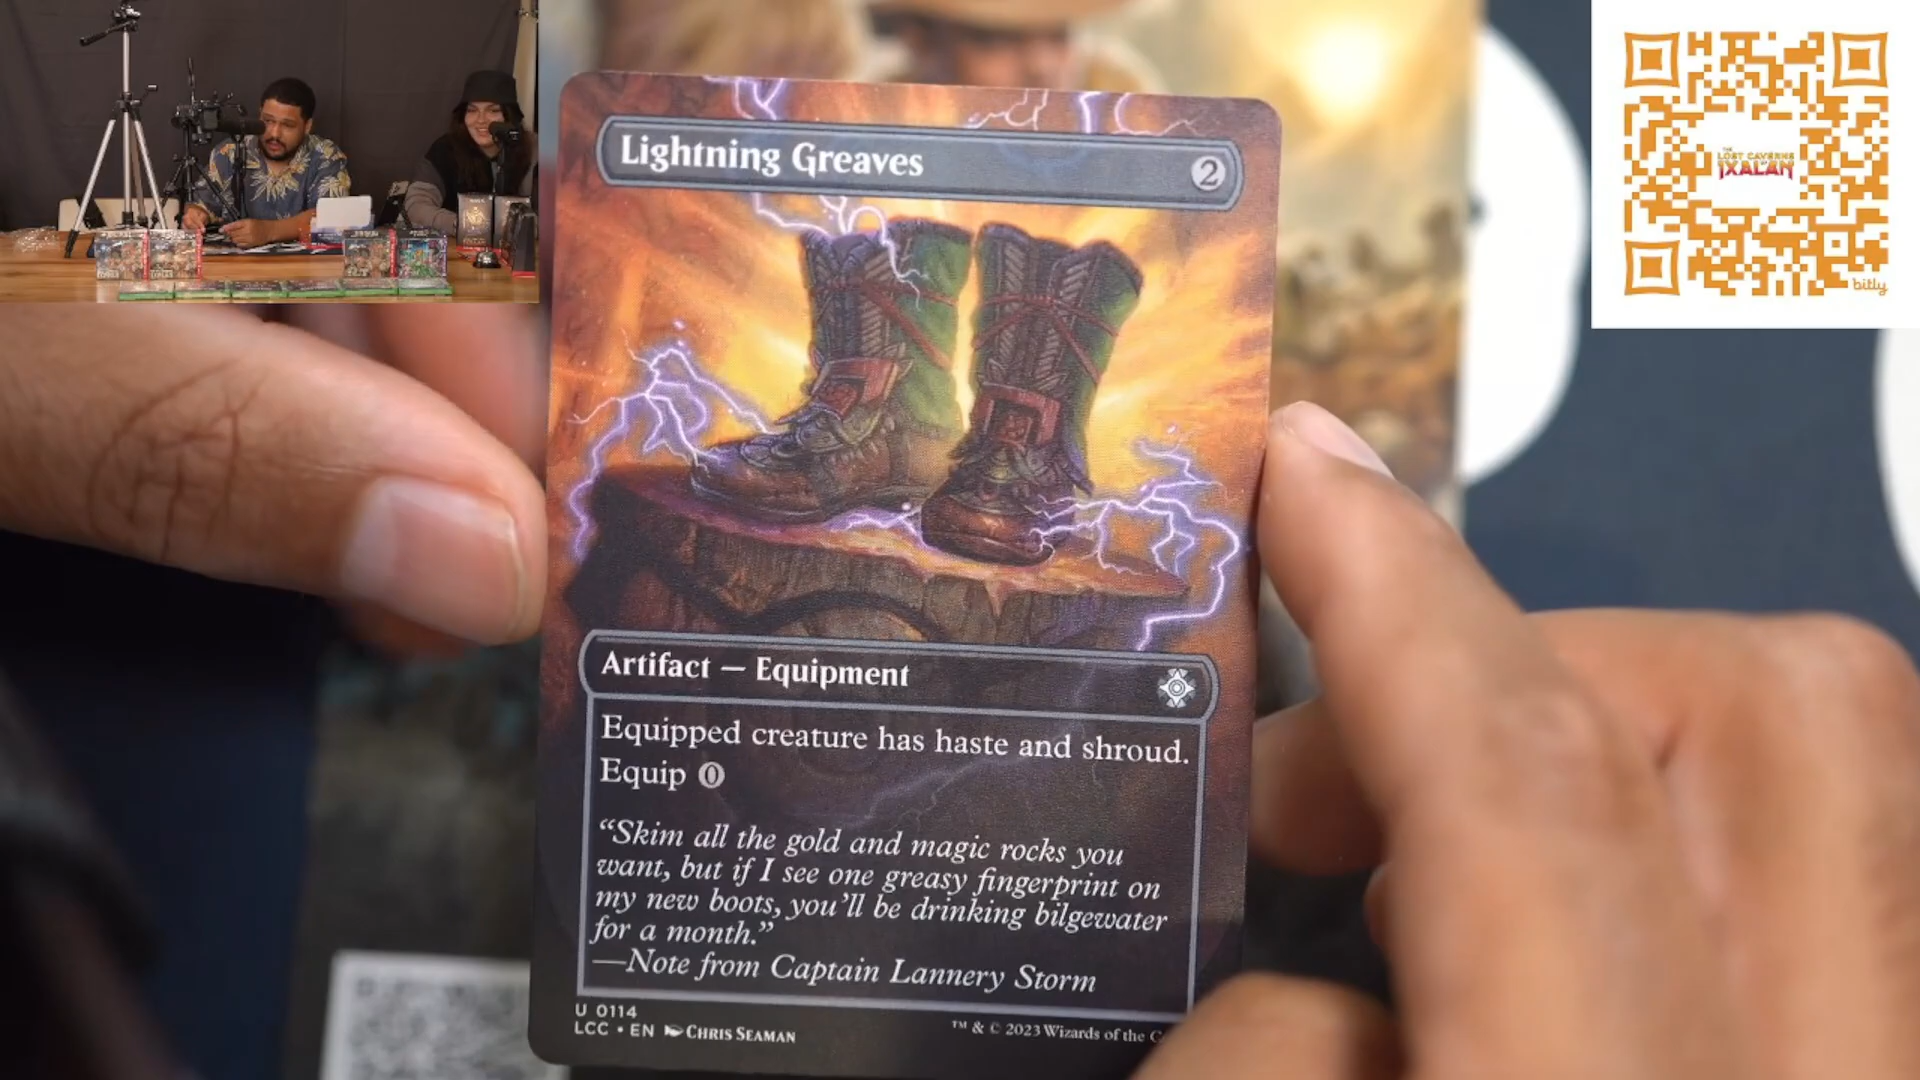 Lightning Greaves
2
Artifact — Equipment
Equipped creature has haste and shroud.
Equip 0
“Skim all the gold and magic rocks you
want, but if I see one greasy fingerprint on
my new boots, you’ll be drinking bilgewater
for a month.”
—Note from Captain Lannery Storm
U 0114
LCC • EN CHRIS SEAMAN
™ & © 2023 Wizards of the
THE
LOST CAVERNS
IXALAN
bitly